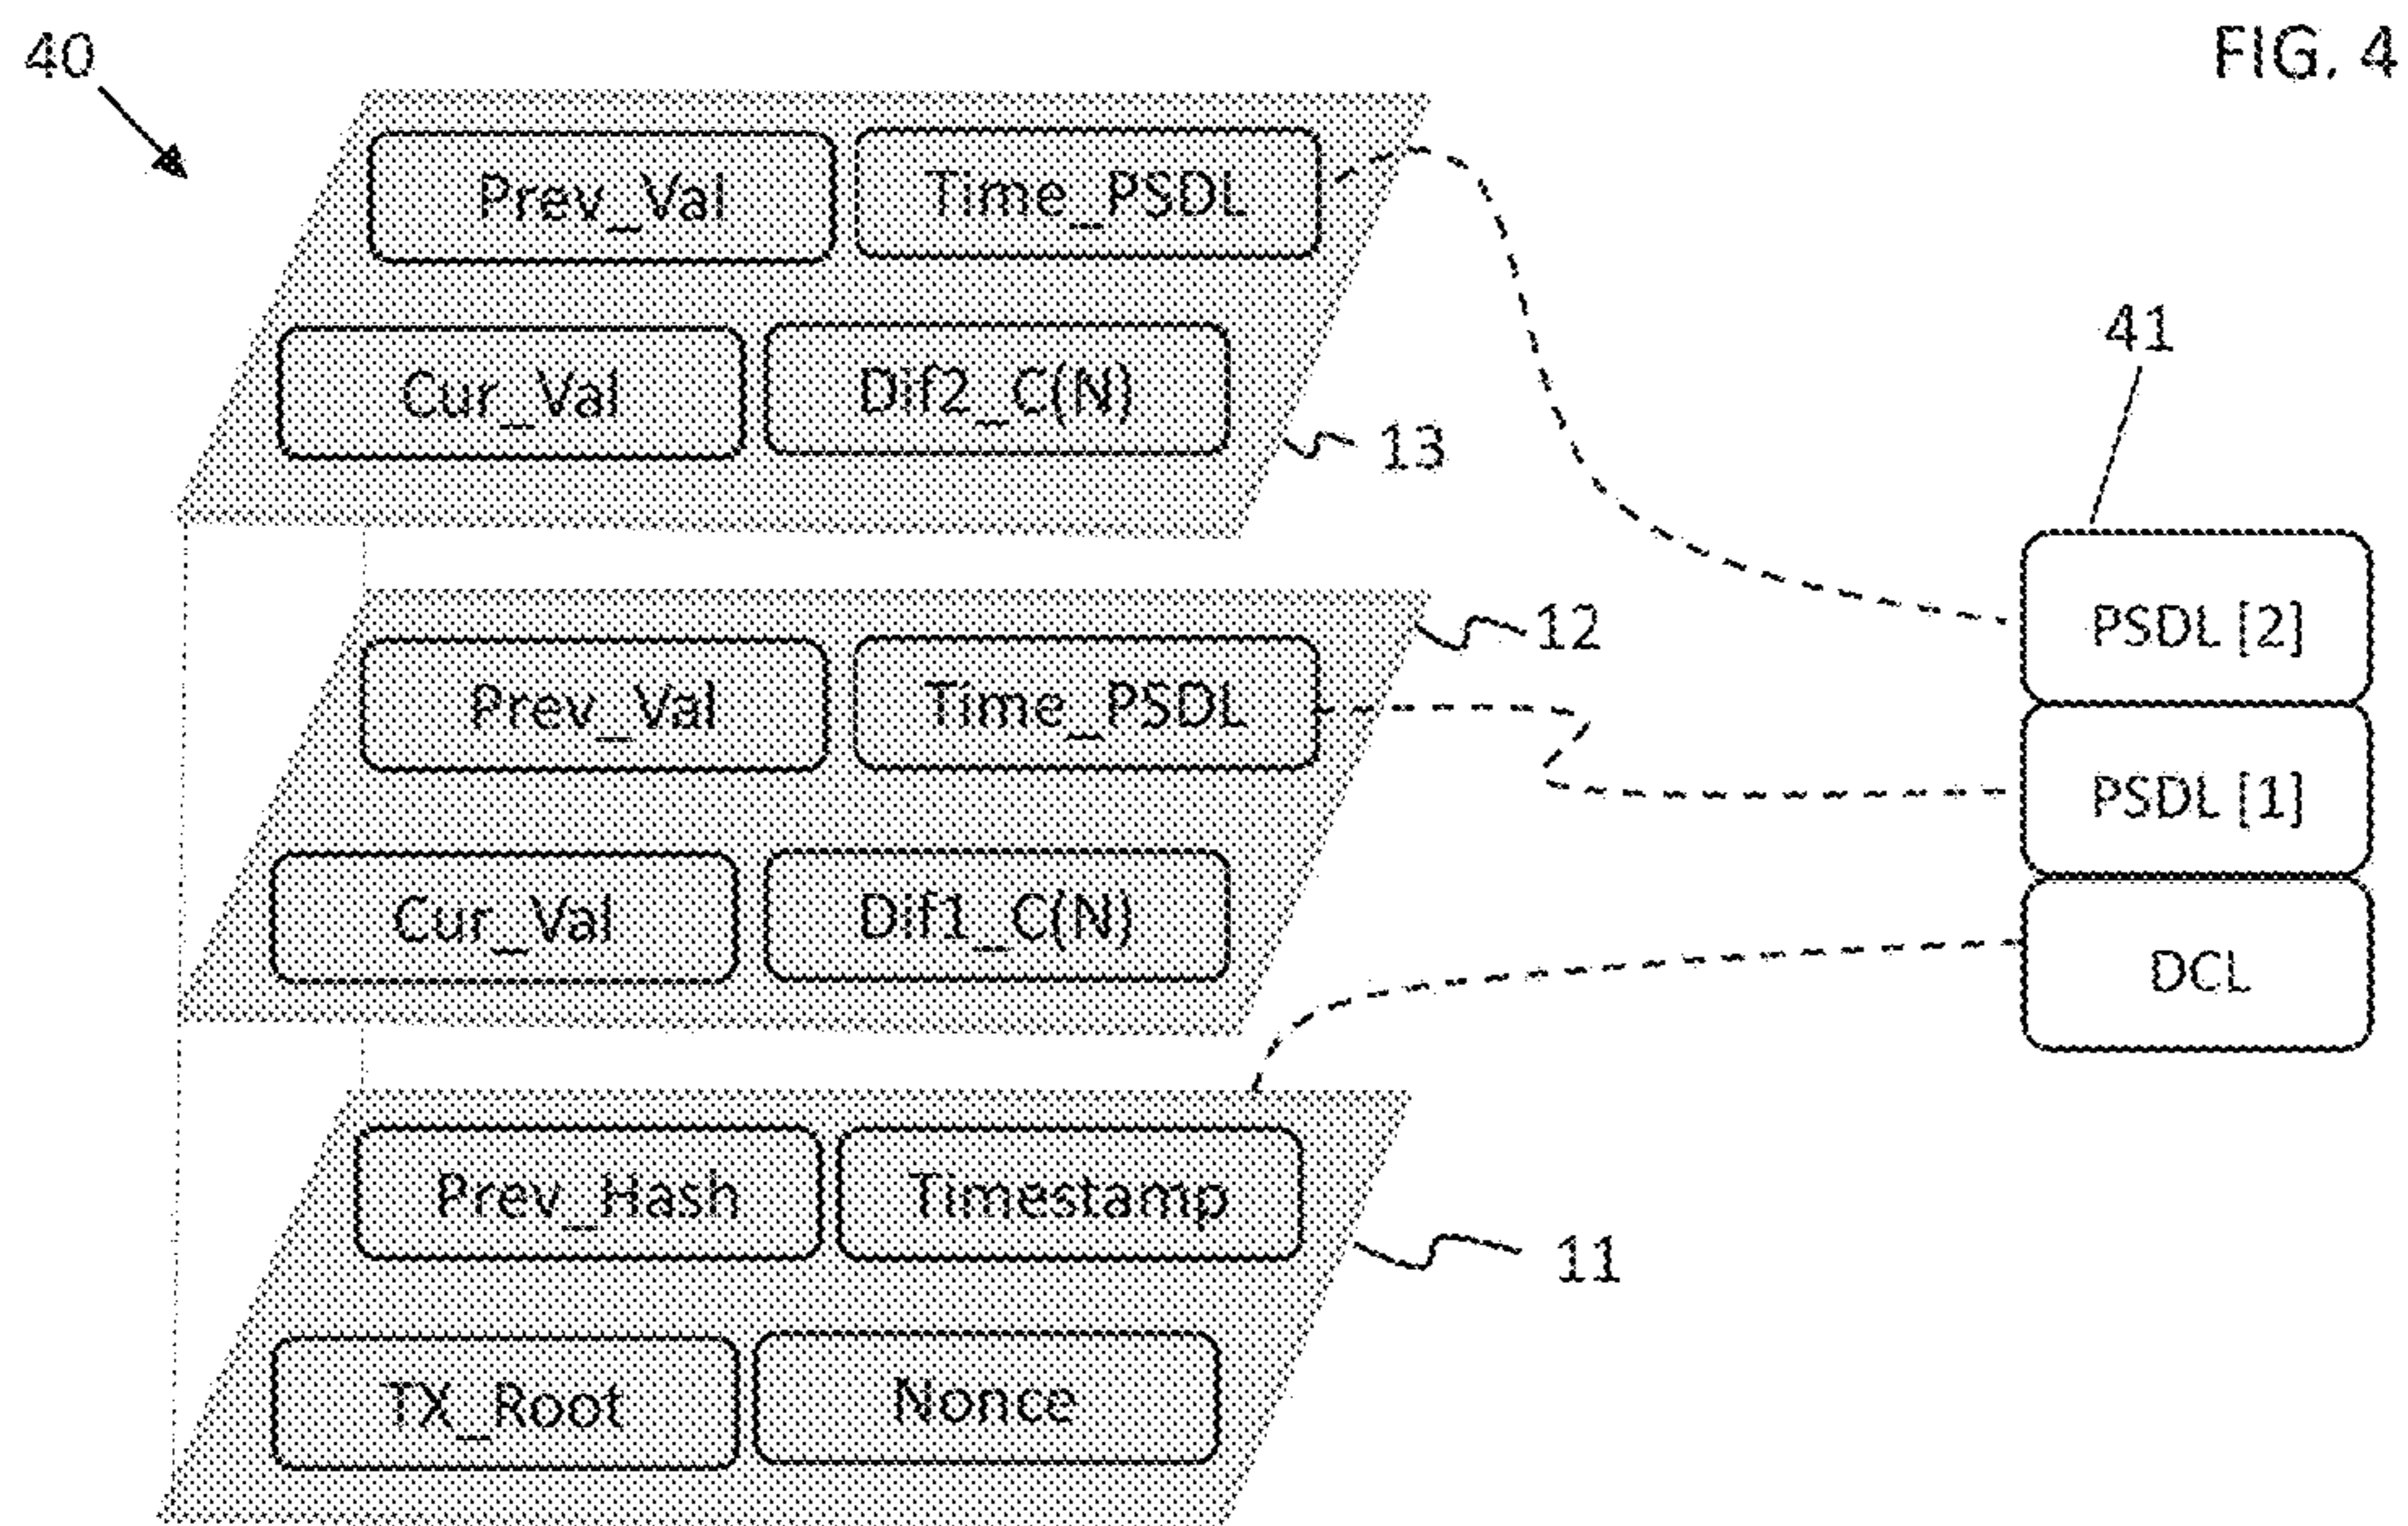 40
FIG. 4
Prev_Val
Time_PSDL
Cur_Val
Dif2_C(N)
13
41
12
PSDL [2]
Prev_Val
Time_PSDL
PSDL [1]
Cur_Val
Dif1_C(N)
DCL
Prev_Hash
Timestamp
11
TX_Root
Nonce